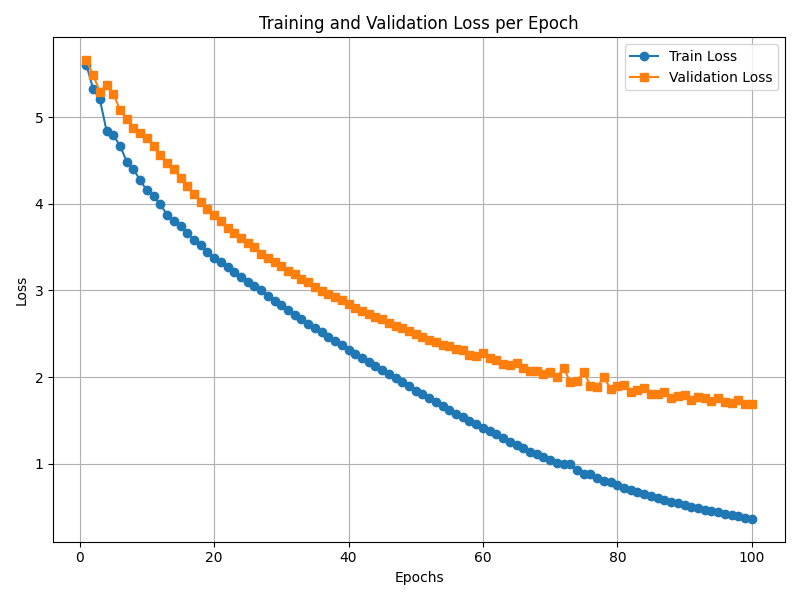 Training and Validation Loss per Epoch
Train Loss
Validation Loss
5
4
3
2
1
Loss
0 20 40 60 80 100
Epochs